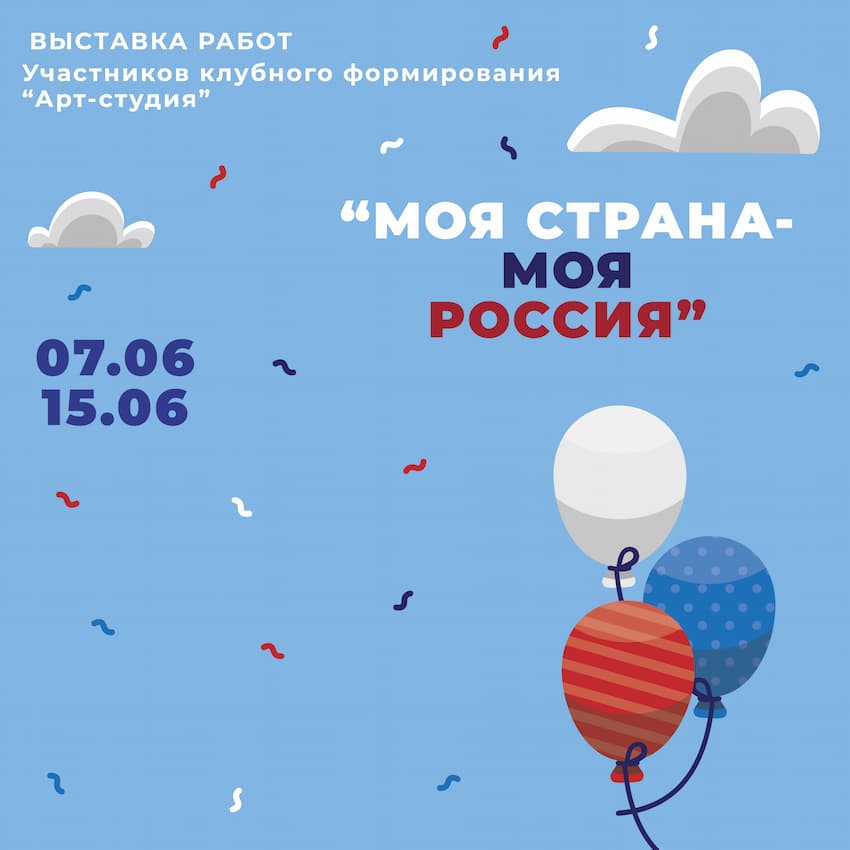 ВЫСТАВКА РАБОТ
Участников клубного формирования
“Арт-студия”
“МОЯ СТРАНА-
МОЯ
РОССИЯ”
07.06
15.06